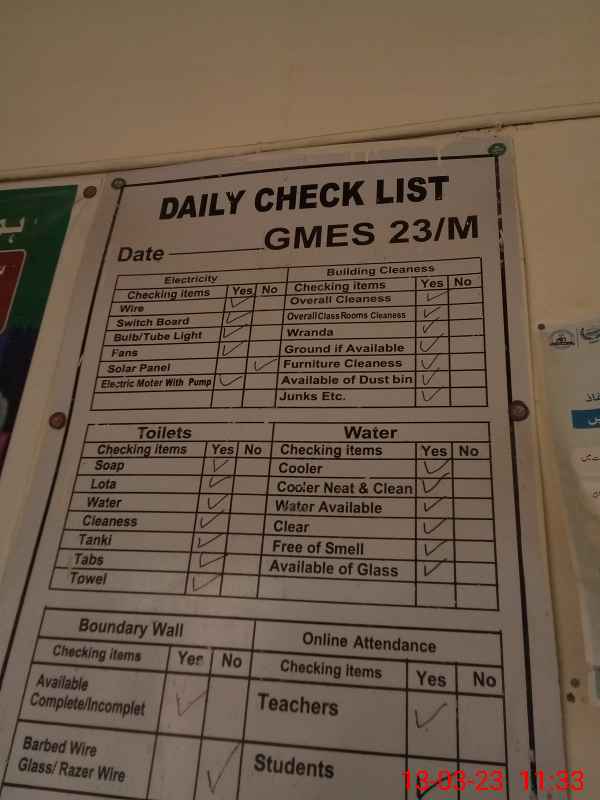 DAILY CHECK LIST
GMES 23/M
Date
Electricity
Checking items Yes No
Wire
Switch Board
Bulb/Tube Light
Fans
Solar Panel
Electric Moter With Pump
Building Cleaness
Checking items Yes No
Overall Cleaness
Overall Class Rooms Cleaness
Wranda
Ground if Available
Furniture Cleaness
Available of Dust bin
Junks Etc.
Toilets
Checking items Yes No
Soap
Lota
Water
Cleaness
Tanki
Tabs
Towel
Water
Checking items Yes No
Cooler
Cooler Neat & Clean
Water Available
Clear
Free of Smell
Available of Glass
Boundary Wall
Checking items Yes No
Available
Complete/Incomplet
Barbed Wire
Glass/ Razer Wire
Online Attendance
Checking items Yes No
Teachers
Students
13-03-23 11:33